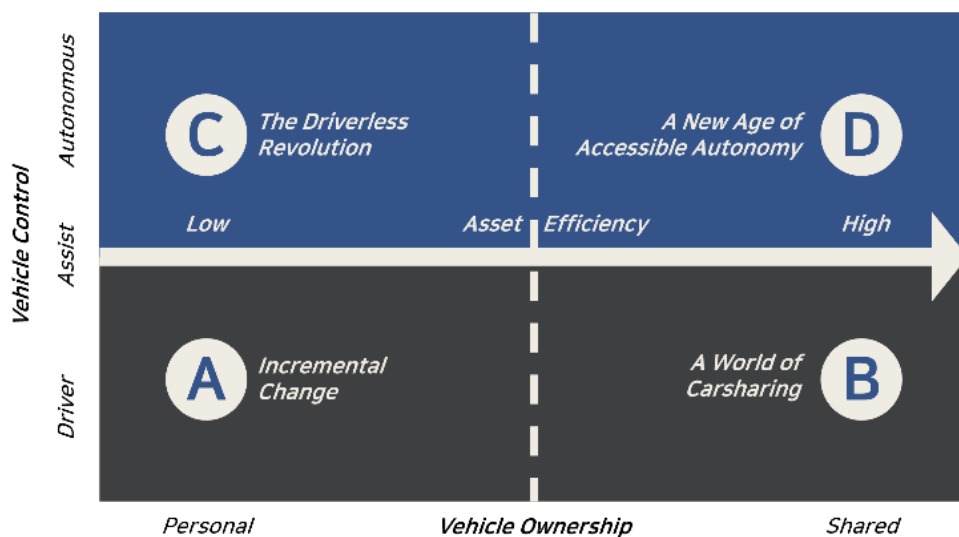 Vehicle Control
Autonomous
Assist
Driver
C
The Driverless
Revolution
A New Age of
Accessible Autonomy
D
Low
Asset Efficiency
High
A
Incremental
Change
A World of
Carsharing
B
Personal
Vehicle Ownership
Shared